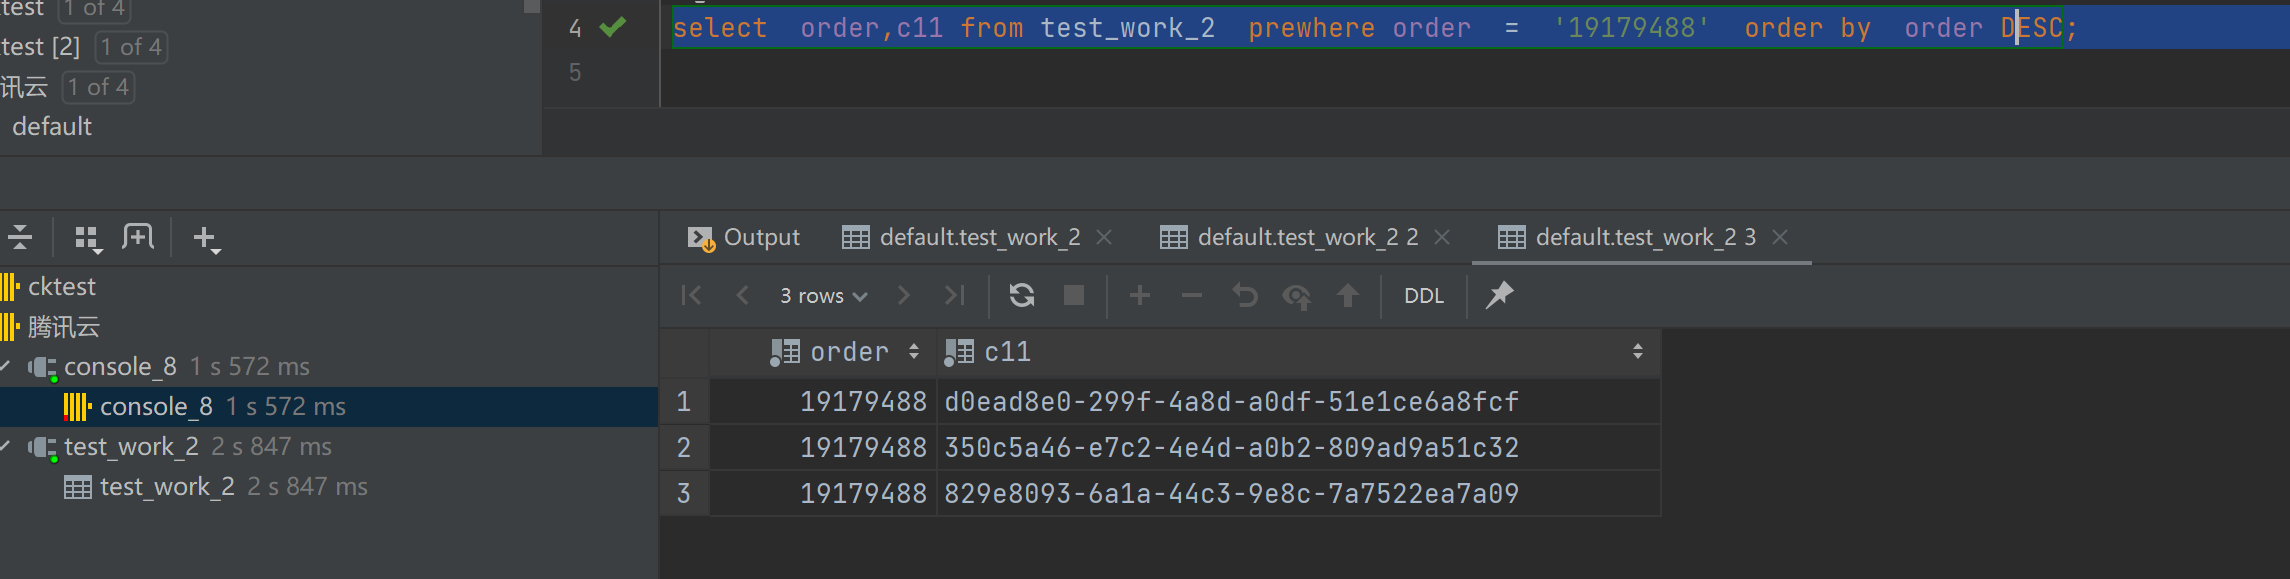 test 1 of 4
4 select order,c11 from test_work_2 prewhere order = '19179488' order by order DESC;
test [2] 1 of 4
5
讯云 1 of 4
default
Output default.test_work_2 default.test_work_2 2 default.test_work_2 3
cktest
3 rows DDL
腾讯云
order c11
console_8 1 s 572 ms
1 19179488 d0ead8e0-299f-4a8d-a0df-51e1ce6a8fcf
console_8 1 s 572 ms
2 19179488 350c5a46-e7c2-4e4d-a0b2-809ad9a51c32
test_work_2 2 s 847 ms
3 19179488 829e8093-6a1a-44c3-9e8c-7a7522ea7a09
test_work_2 2 s 847 ms